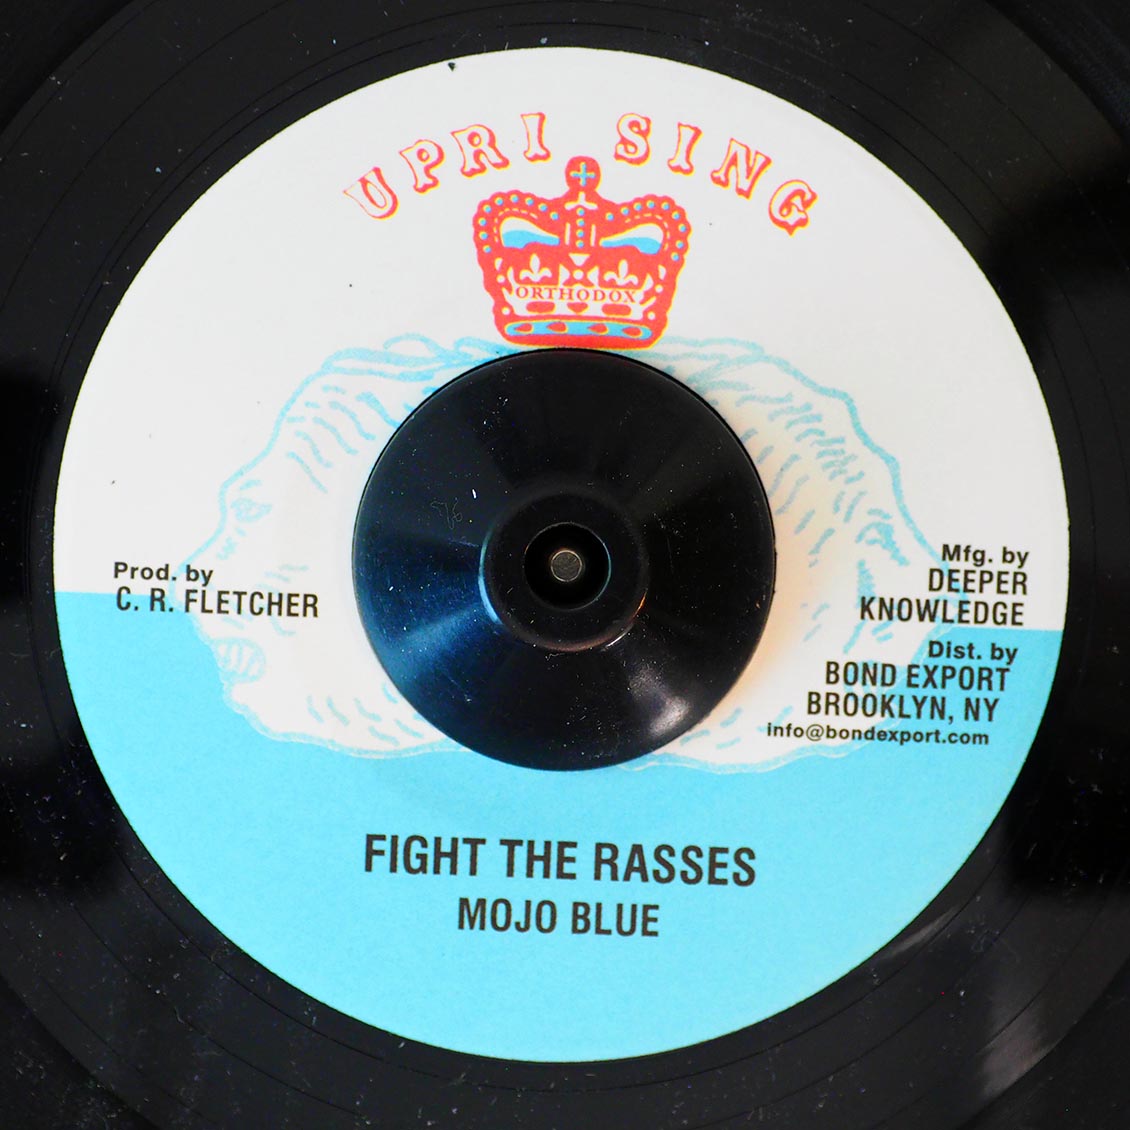 UPRI SING
ORTHODOX
Prod. by
C. R. FLETCHER
Mfg. by
DEEPER
KNOWLEDGE
Dist. by
BOND EXPORT
BROOKLYN, NY
info@bondexport.com
FIGHT THE RASSES
MOJO BLUE